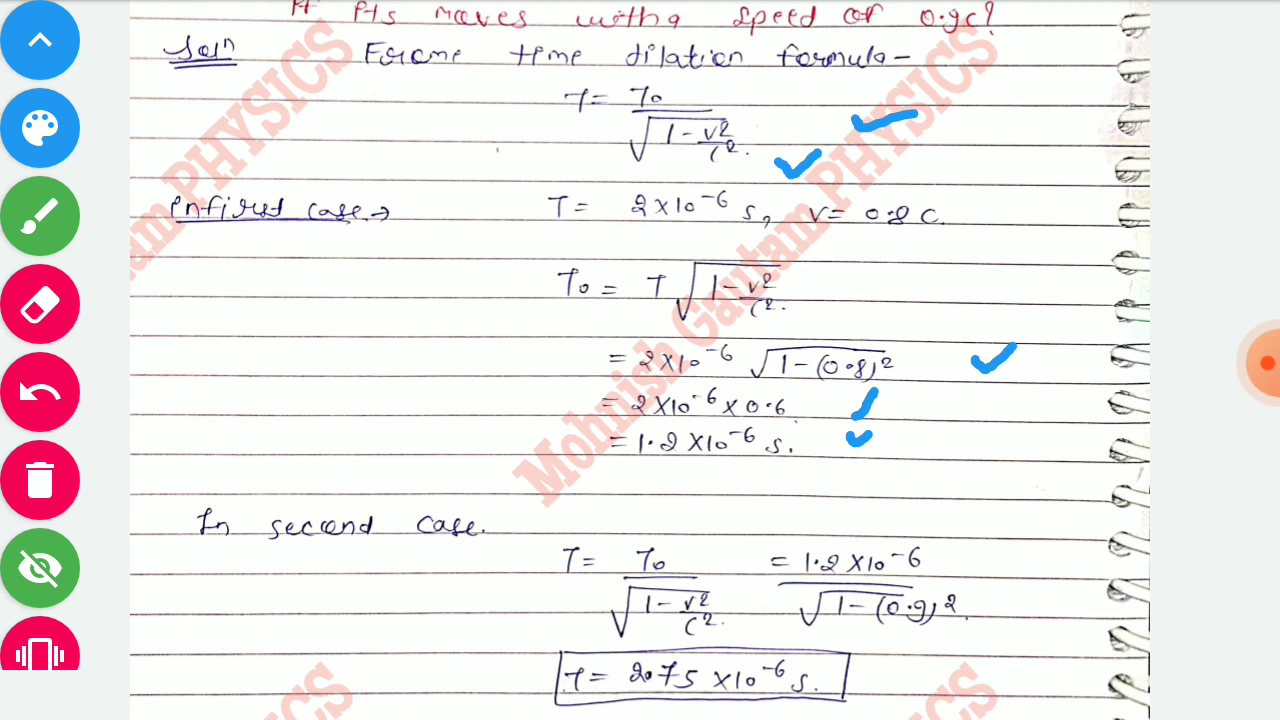 If its moves with a speed of 0.9c?
Soln From time dilation formula—
T = T0 / √(1 - v²/c²).
In first case → T = 2×10⁻⁶ s, v = 0.8 c.
T0 = T √(1 - v²/c²).
= 2×10⁻⁶ √(1-(0.8)²)
= 2×10⁻⁶ × 0.6
= 1.2×10⁻⁶ s.
In second case.
T = T0 / √(1 - v²/c²). = 1.2×10⁻⁶ / √(1-(0.9)²).
T = 2.75 ×10⁻⁶ s.
Mohnish Gautam PHYSICS